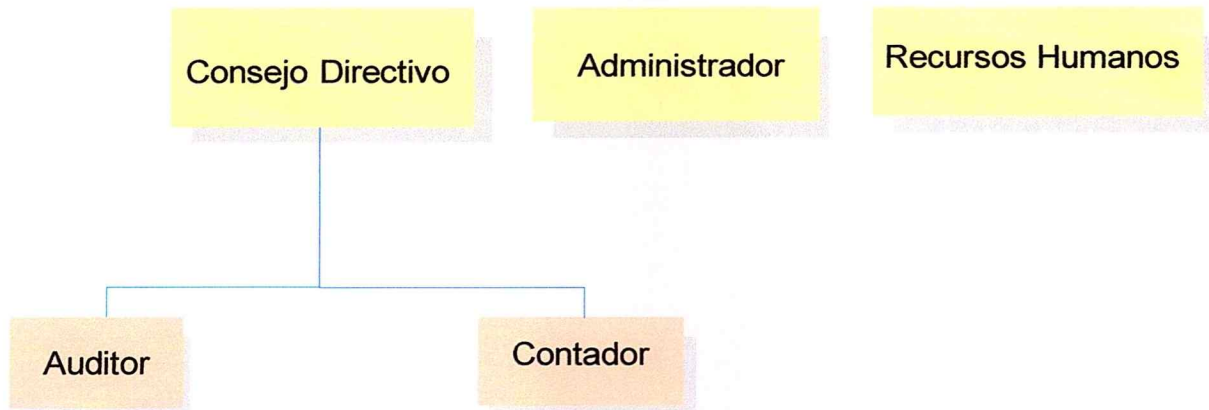 Consejo Directivo
Administrador
Recursos Humanos
Auditor
Contador